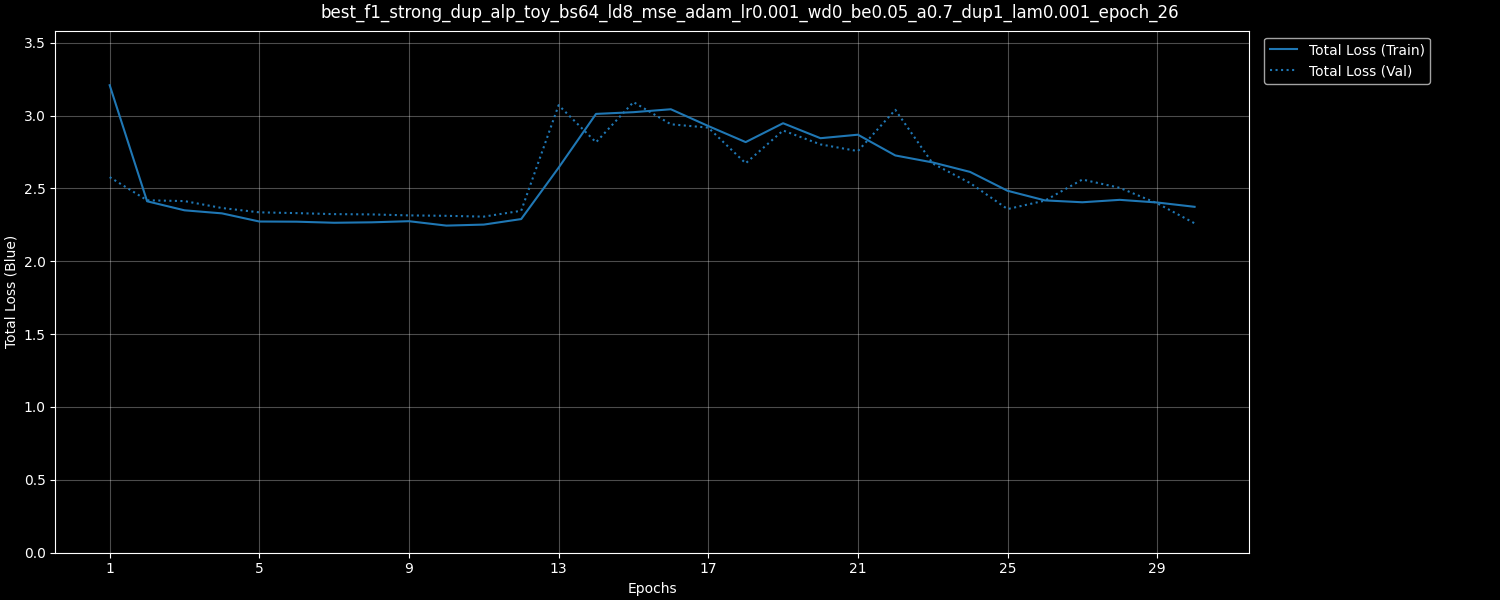 best_f1_strong_dup_alp_toy_bs64_ld8_mse_adam_lr0.001_wd0_be0.05_a0.7_dup1_lam0.001_epoch_26
Total Loss (Train)
Total Loss (Val)
Total Loss (Blue)
3.5
3.0
2.5
2.0
1.5
1.0
0.5
0.0
1 5 9 13 17 21 25 29
Epochs